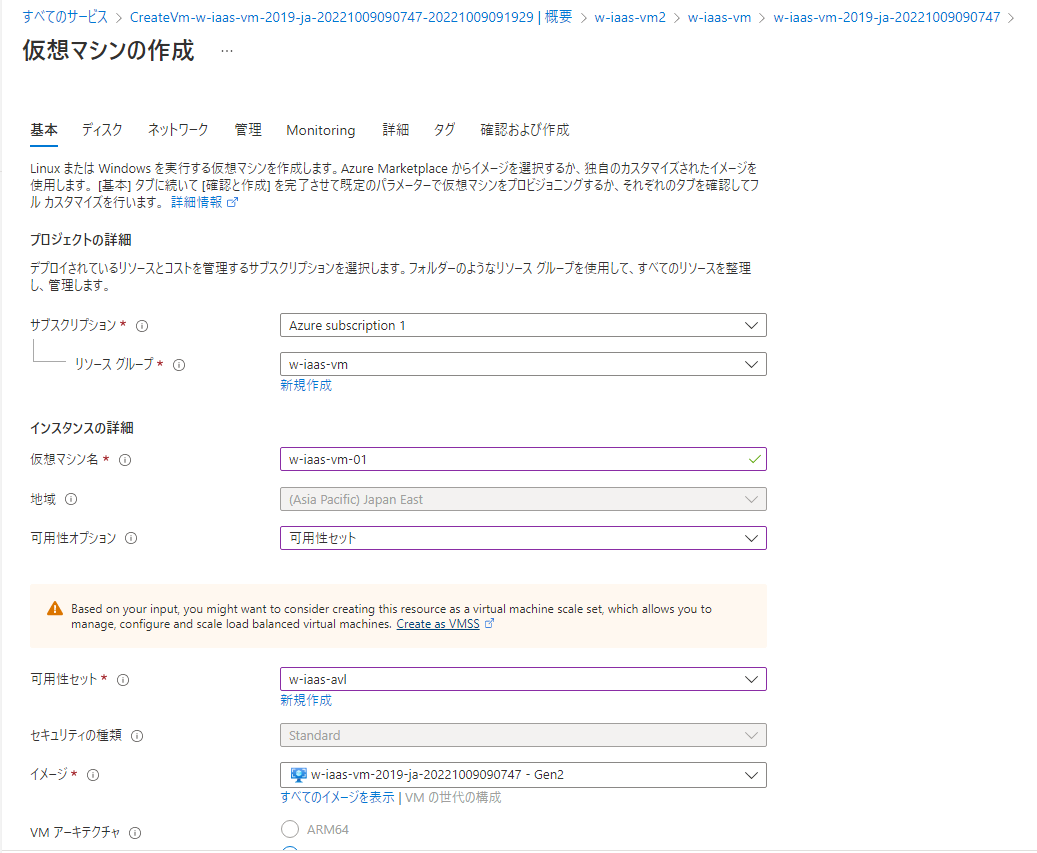 すべてのサービス > CreateVm-w-iaas-vm-2019-ja-20221009090747-20221009091929 | 概要 > w-iaas-vm2 > w-iaas-vm > w-iaas-vm-2019-ja-20221009090747 >
仮想マシンの作成 …
基本 ディスク ネットワーク 管理 Monitoring 詳細 タグ 確認および作成
Linux または Windows を実行する仮想マシンを作成します。Azure Marketplace からイメージを選択するか、独自のカスタマイズされたイメージを
使用します。[基本] タブに続いて [確認と作成] を完了させて既定のパラメーターで仮想マシンをプロビジョニングするか、それぞれのタブを確認してフ
ル カスタマイズを行います。 詳細情報
プロジェクトの詳細
デプロイされているリソースとコストを管理するサブスクリプションを選択します。フォルダーのようなリソース グループを使用して、すべてのリソースを整理
し、管理します。
サブスクリプション * Azure subscription 1
リソース グループ * w-iaas-vm
新規作成
インスタンスの詳細
仮想マシン名 * w-iaas-vm-01
地域 (Asia Pacific) Japan East
可用性オプション 可用性セット
Based on your input, you might want to consider creating this resource as a virtual machine scale set, which allows you to
manage, configure and scale load balanced virtual machines. Create as VMSS
可用性セット * w-iaas-avl
新規作成
セキュリティの種類 Standard
イメージ * w-iaas-vm-2019-ja-20221009090747 - Gen2
すべてのイメージを表示 | VM の世代の構成
VM アーキテクチャ ARM64